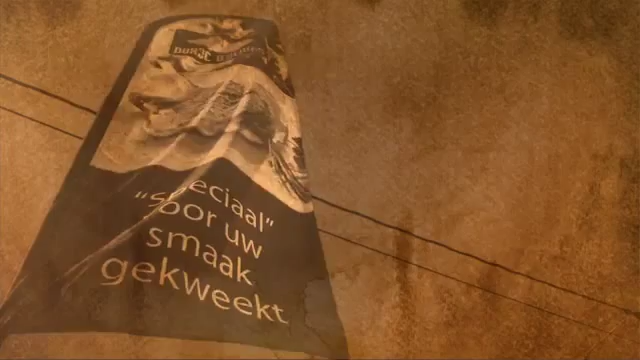 "speciaal"
voor uw
smaak
gekweekt